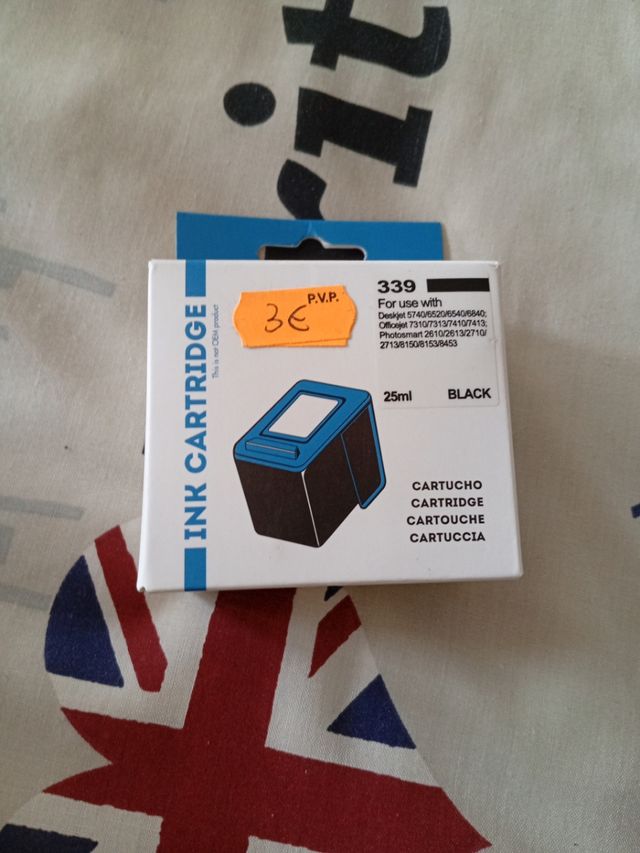 rit
INK CARTRIDGE
This is not OEM product
P.V.P.
3€
339
For use with
Deskjet 5740/6520/6540/6840;
Officejet 7310/7313/7410/7413;
Photosmart 2610/2613/2710/
2713/8150/8153/8453
25ml BLACK
CARTUCHO
CARTRIDGE
CARTOUCHE
CARTUCCIA